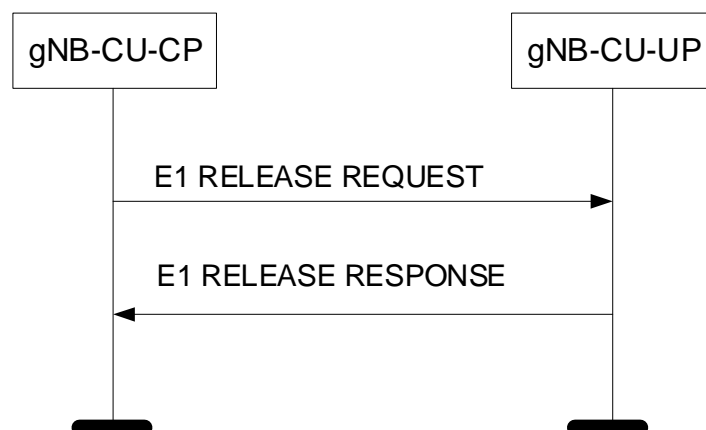 gNB-CU-CP
gNB-CU-UP
E1 RELEASE REQUEST
E1 RELEASE RESPONSE